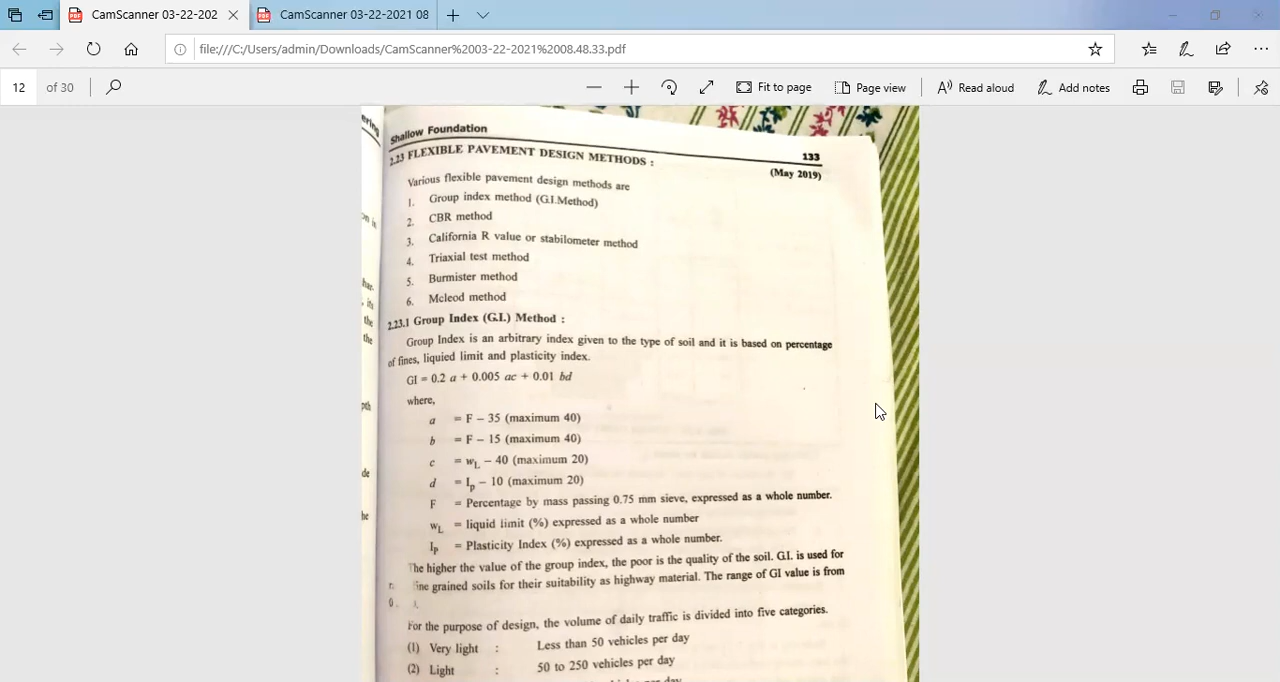 CamScanner 03-22-202
CamScanner 03-22-2021 08
file:///C:/Users/admin/Downloads/CamScanner%2003-22-2021%2008.48.33.pdf
12 of 30
Fit to page
Page view
Read aloud
Add notes
Shallow Foundation
133
2.23 FLEXIBLE PAVEMENT DESIGN METHODS :
(May 2019)
Various flexible pavement design methods are
1. Group index method (G.I.Method)
2. CBR method
3. California R value or stabilometer method
4. Triaxial test method
5. Burmister method
6. Mcleod method
2.23.1 Group Index (G.I.) Method :
Group Index is an arbitrary index given to the type of soil and it is based on percentage
of fines, liquied limit and plasticity index.
GI = 0.2 a + 0.005 ac + 0.01 bd
where,
a = F – 35 (maximum 40)
b = F – 15 (maximum 40)
c = wL – 40 (maximum 20)
d = Ip – 10 (maximum 20)
F = Percentage by mass passing 0.75 mm sieve, expressed as a whole number.
wL = liquid limit (%) expressed as a whole number
Ip = Plasticity Index (%) expressed as a whole number.
The higher the value of the group index, the poor is the quality of the soil. G.I. is used for
fine grained soils for their suitability as highway material. The range of GI value is from
For the purpose of design, the volume of daily traffic is divided into five categories.
(1) Very light : Less than 50 vehicles per day
(2) Light : 50 to 250 vehicles per day